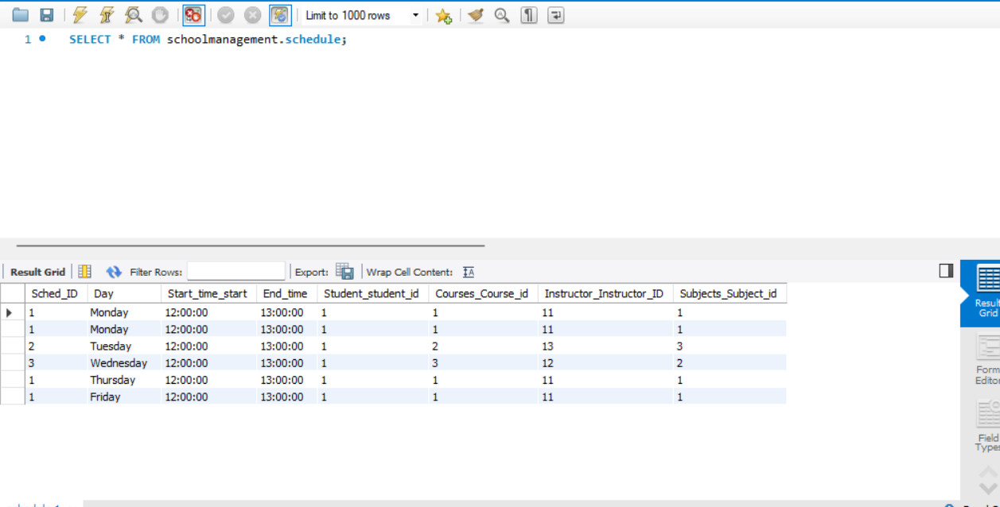 Limit to 1000 rows
1 SELECT * FROM schoolmanagement.schedule;
Result Grid Filter Rows: Export: Wrap Cell Content:
Sched_ID Day Start_time_start End_time Student_student_id Courses_Course_id Instructor_Instructor_ID Subjects_Subject_id
1 Monday 12:00:00 13:00:00 1 1 11 1
1 Monday 12:00:00 13:00:00 1 1 11 1
2 Tuesday 12:00:00 13:00:00 1 2 13 3
3 Wednesday 12:00:00 13:00:00 1 3 12 2
1 Thursday 12:00:00 13:00:00 1 1 11 1
1 Friday 12:00:00 13:00:00 1 1 11 1
Result
Grid
Form
Editor
Field
Types